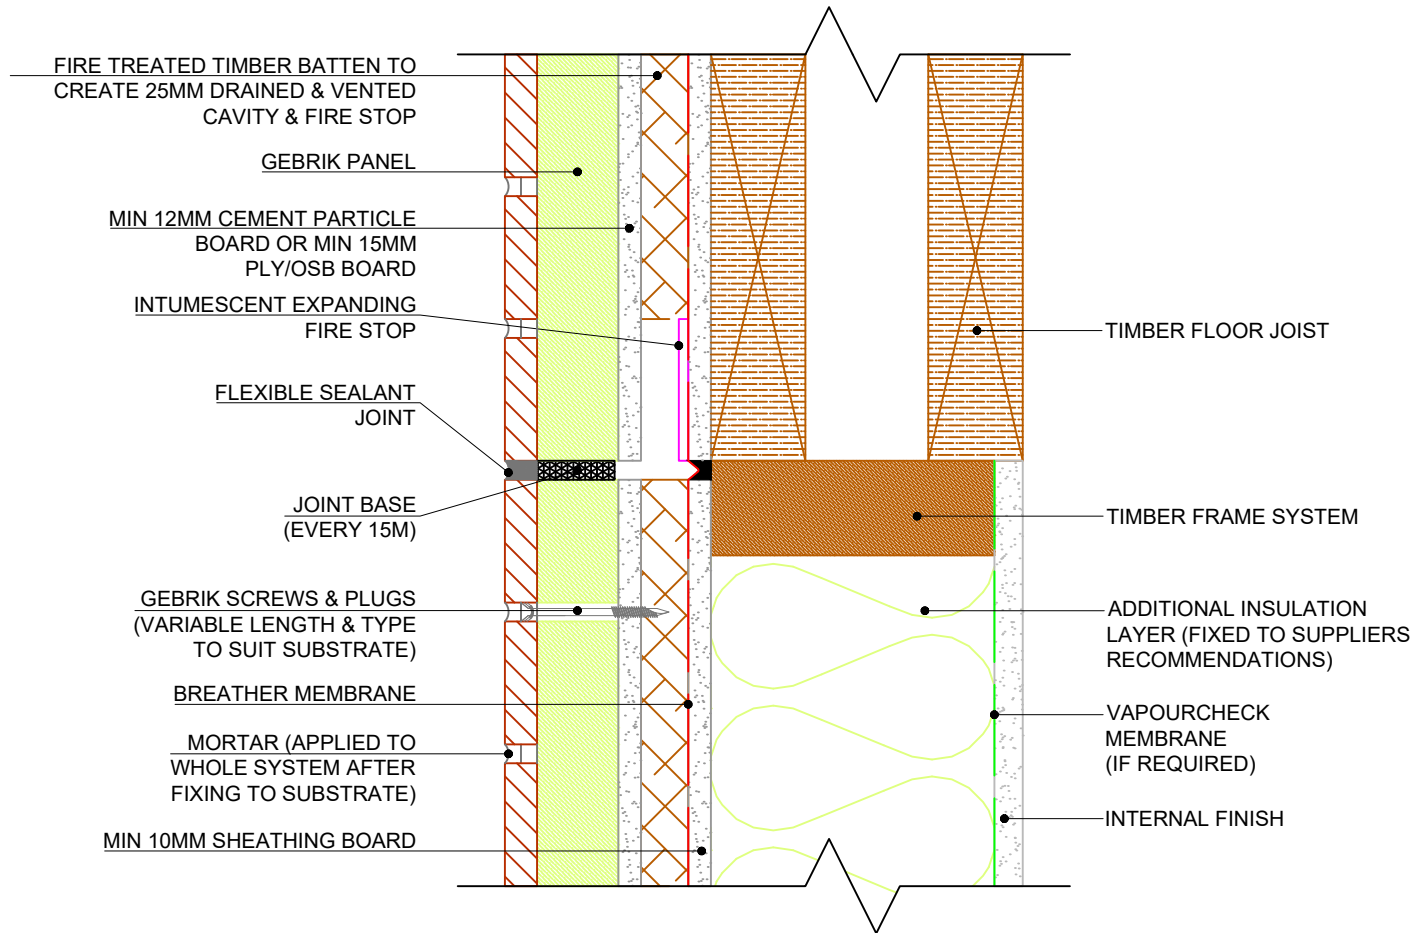 FIRE TREATED TIMBER BATTEN TO
CREATE 25MM DRAINED & VENTED
CAVITY & FIRE STOP
GEBRIK PANEL
MIN 12MM CEMENT PARTICLE
BOARD OR MIN 15MM
PLY/OSB BOARD
INTUMESCENT EXPANDING
FIRE STOP
FLEXIBLE SEALANT
JOINT
JOINT BASE
(EVERY 15M)
GEBRIK SCREWS & PLUGS
(VARIABLE LENGTH & TYPE
TO SUIT SUBSTRATE)
BREATHER MEMBRANE
MORTAR (APPLIED TO
WHOLE SYSTEM AFTER
FIXING TO SUBSTRATE)
MIN 10MM SHEATHING BOARD
TIMBER FLOOR JOIST
TIMBER FRAME SYSTEM
ADDITIONAL INSULATION
LAYER (FIXED TO SUPPLIERS
RECOMMENDATIONS)
VAPOURCHECK
MEMBRANE
(IF REQUIRED)
INTERNAL FINISH